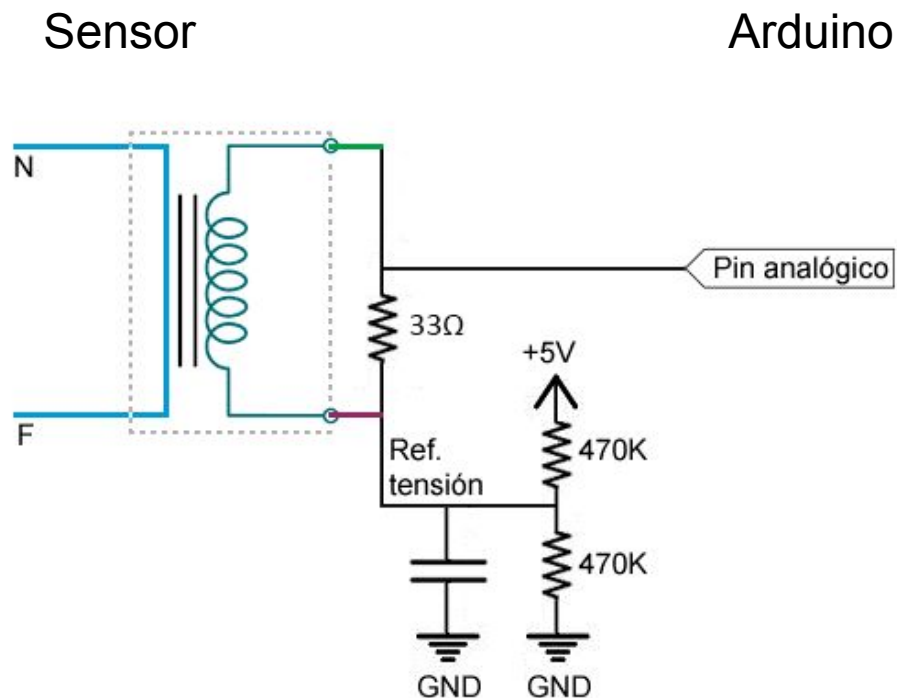 Sensor
Arduino
N
Pin analógico
33Ω
+5V
F
Ref.
tensión
470K
470K
GND
GND